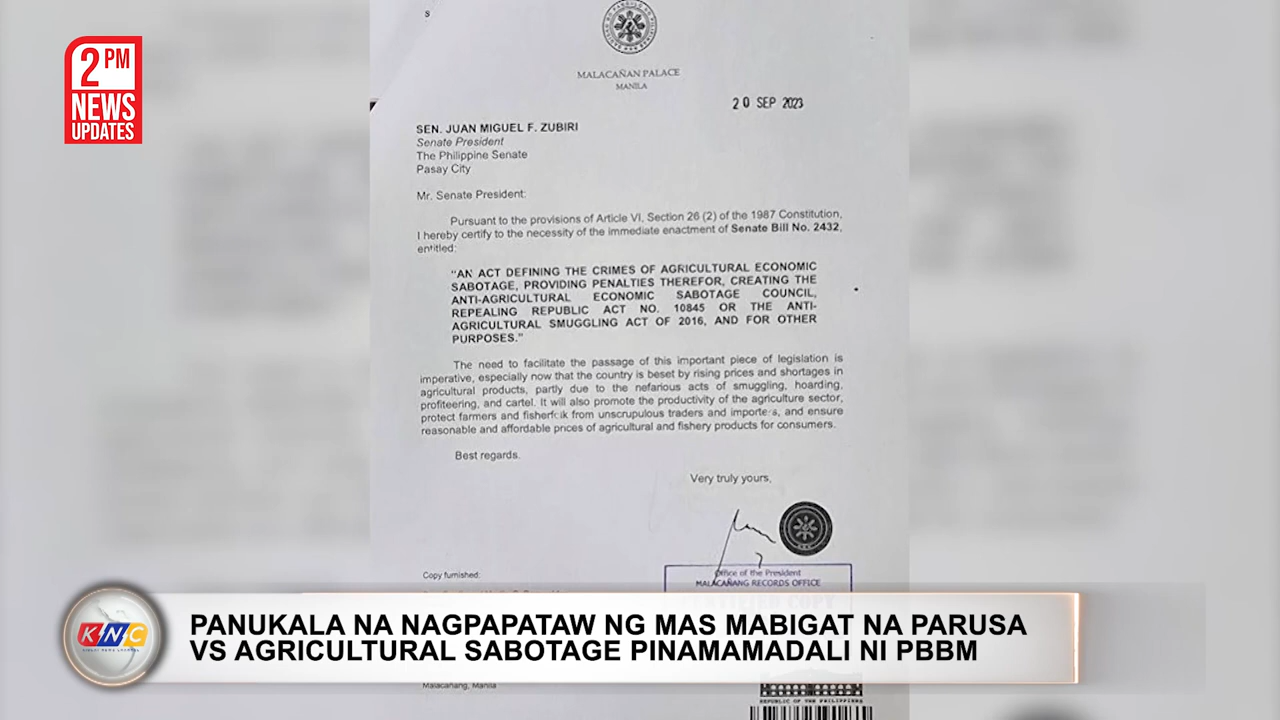 2 PM
NEWS
UPDATES
MALACAÑAN PALACE
MANILA
20 SEP 2023
SEN. JUAN MIGUEL F. ZUBIRI
Senate President
The Philippine Senate
Pasay City
Mr. Senate President:
Pursuant to the provisions of Article VI, Section 26 (2) of the 1987 Constitution,
I hereby certify to the necessity of the immediate enactment of Senate Bill No. 2432,
entitled:
“AN ACT DEFINING THE CRIMES OF AGRICULTURAL ECONOMIC
SABOTAGE, PROVIDING PENALTIES THEREFOR, CREATING THE
ANTI-AGRICULTURAL ECONOMIC SABOTAGE COUNCIL,
REPEALING REPUBLIC ACT NO. 10845 OR THE ANTI-
AGRICULTURAL SMUGGLING ACT OF 2016, AND FOR OTHER
PURPOSES.”
The need to facilitate the passage of this important piece of legislation is
imperative, especially now that the country is beset by rising prices and shortages in
agricultural products, partly due to the nefarious acts of smuggling, hoarding,
profiteering, and cartel. It will also promote the productivity of the agriculture sector,
protect farmers and fisherfolk from unscrupulous traders and importers, and ensure
reasonable and affordable prices of agricultural and fishery products for consumers.
Best regards.
Very truly yours,
Office of the President
MALACAÑANG RECORDS OFFICE
CERTIFIED COPY
Copy furnished:
KNC
PANUKALA NA NAGPAPATAW NG MAS MABIGAT NA PARUSA
VS AGRICULTURAL SABOTAGE PINAMAMADALI NI PBBM
Malacañang, Manila
REPUBLIC OF THE PHILIPPINES